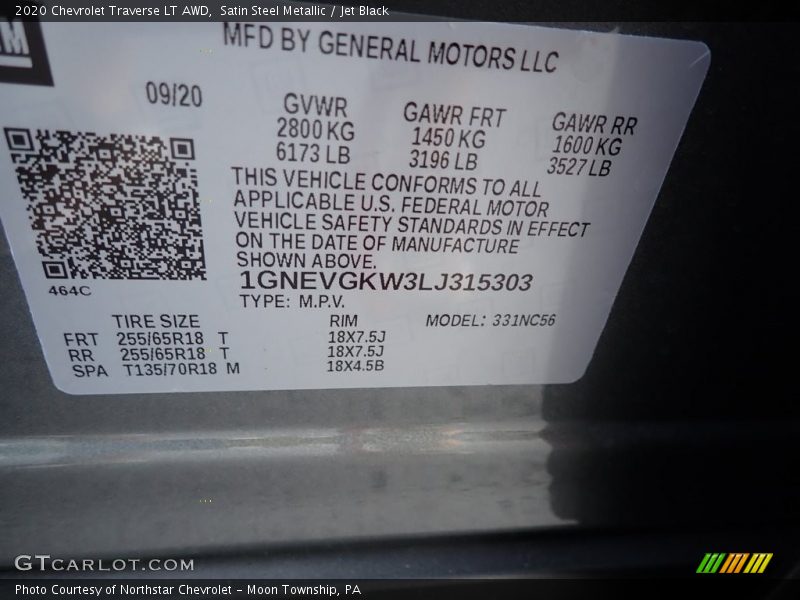 2020 Chevrolet Traverse LT AWD, Satin Steel Metallic / Jet Black
GM
MFD BY GENERAL MOTORS LLC
09/20
GVWR GAWR FRT GAWR RR
2800 KG 1450 KG 1600 KG
6173 LB 3196 LB 3527 LB
THIS VEHICLE CONFORMS TO ALL
APPLICABLE U.S. FEDERAL MOTOR
VEHICLE SAFETY STANDARDS IN EFFECT
ON THE DATE OF MANUFACTURE
SHOWN ABOVE.
464C
1GNEVGKW3LJ315303
TYPE: M.P.V.
TIRE SIZE RIM MODEL: 331NC56
FRT 255/65R18 T 18X7.5J
RR 255/65R18 T 18X7.5J
SPA T135/70R18 M 18X4.5B
GTCARLOT.COM
Photo Courtesy of Northstar Chevrolet - Moon Township, PA